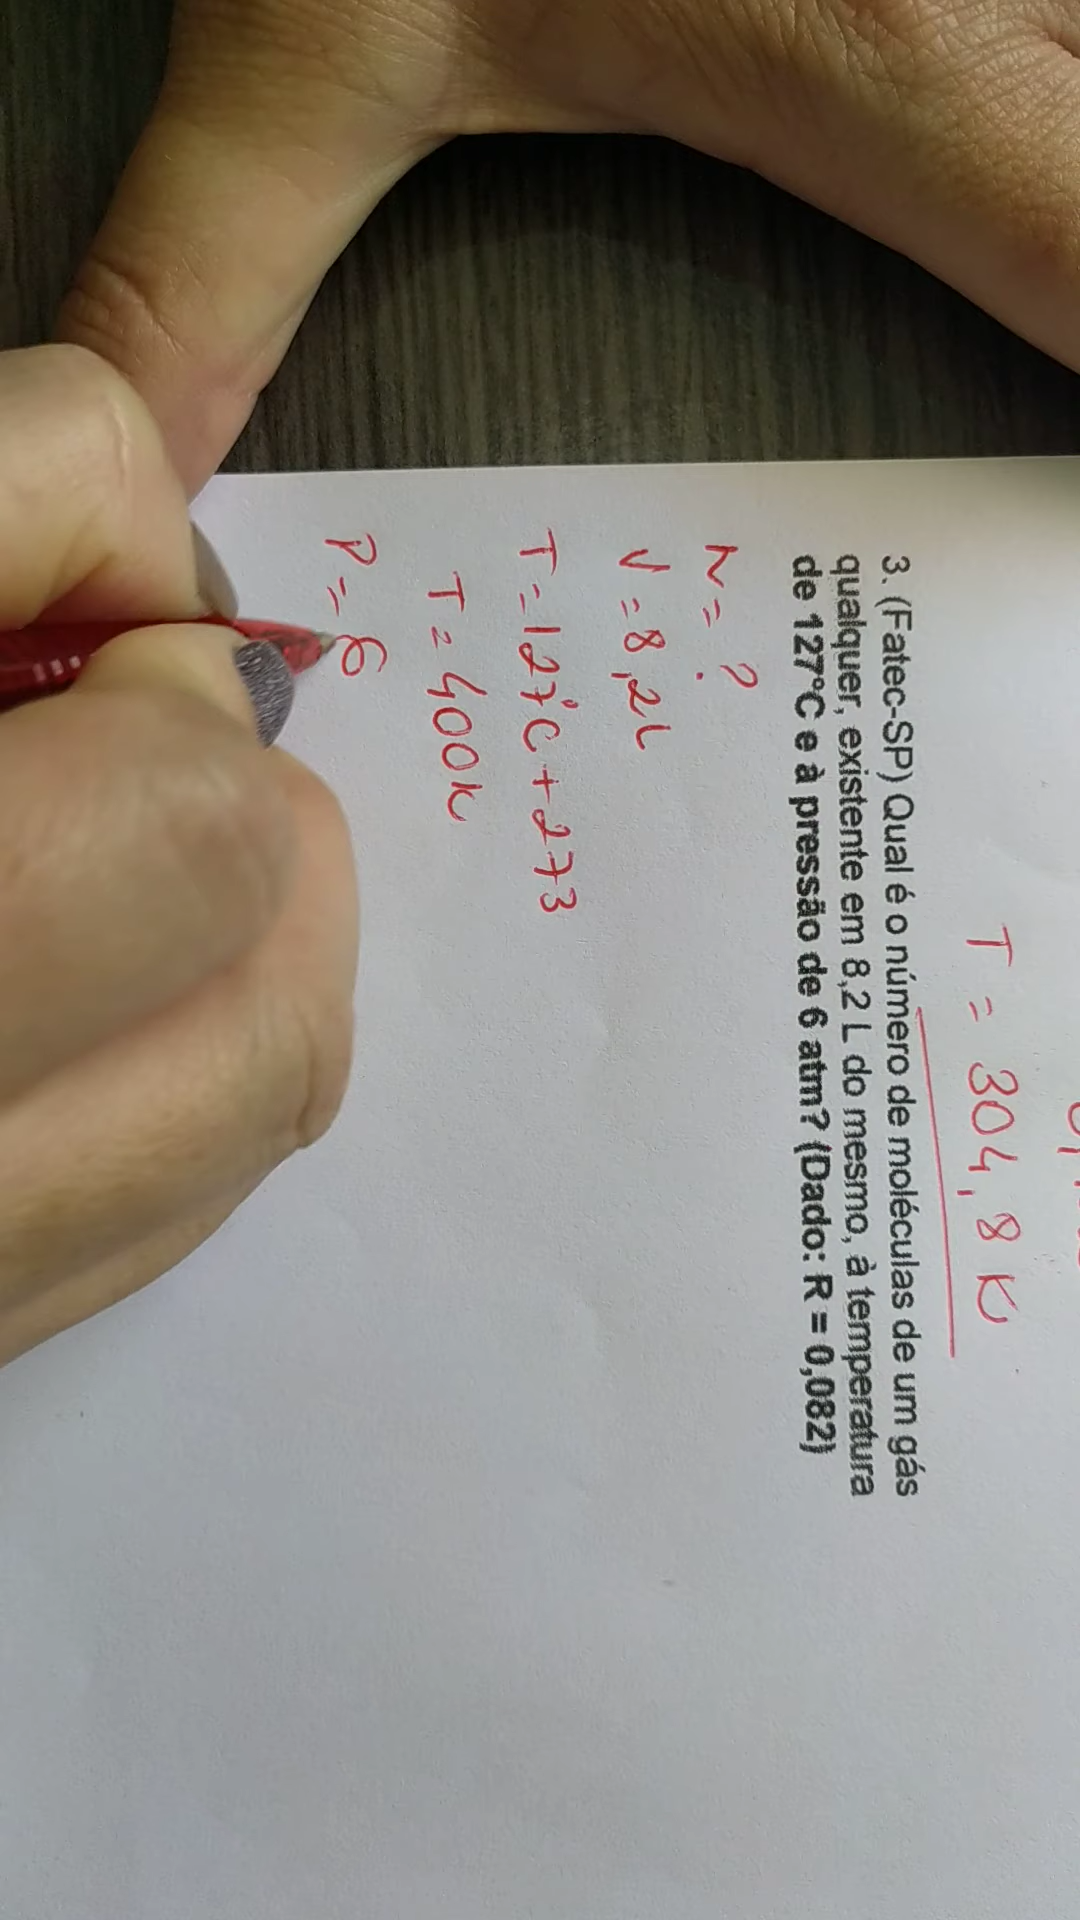 T = 304,8 K
3. (Fatec-SP) Qual é o número de moléculas de um gás
qualquer, existente em 8,2 L do mesmo, à temperatura
de 127°C e à pressão de 6 atm? (Dado: R = 0,082)
N = ?
V = 8,2L
T = 127°C + 273
T = 400K
P = 6